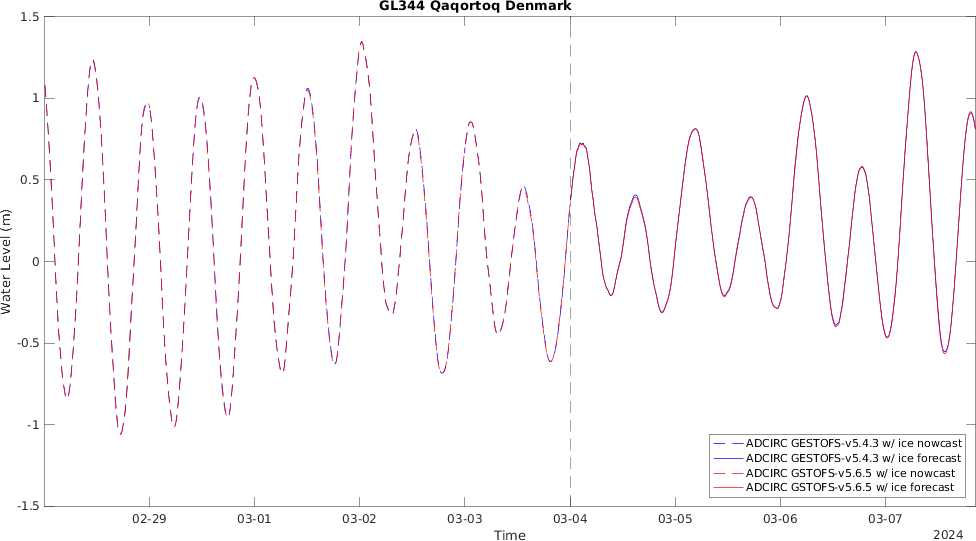 GL344 Qaqortoq Denmark
1.5
1
0.5
0
-0.5
-1
-1.5
Water Level (m)
02-29 03-01 03-02 03-03 03-04 03-05 03-06 03-07
Time
2024
ADCIRC GESTOFS-v5.4.3 w/ ice nowcast
ADCIRC GESTOFS-v5.4.3 w/ ice forecast
ADCIRC GSTOFS-v5.6.5 w/ ice nowcast
ADCIRC GSTOFS-v5.6.5 w/ ice forecast